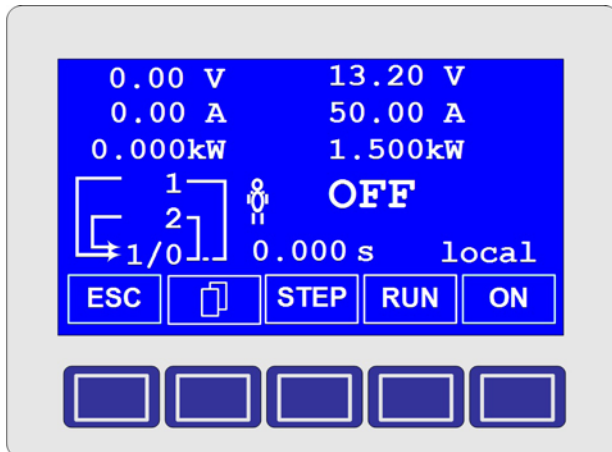 0.00 V 13.20 V
0.00 A 50.00 A
0.000kW 1.500kW
1 OFF
2
1/0 0.000 s local
ESC STEP RUN ON